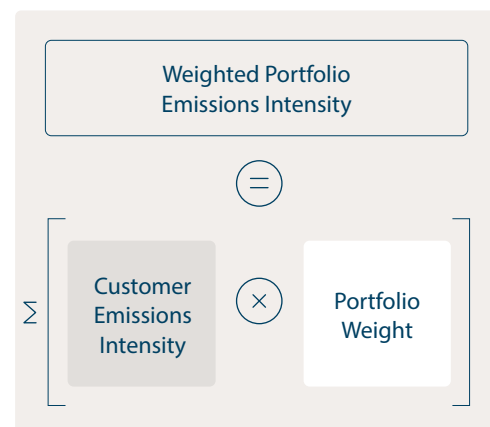 Weighted Portfolio
Emissions Intensity
=
Σ
Customer
Emissions
Intensity
×
Portfolio
Weight